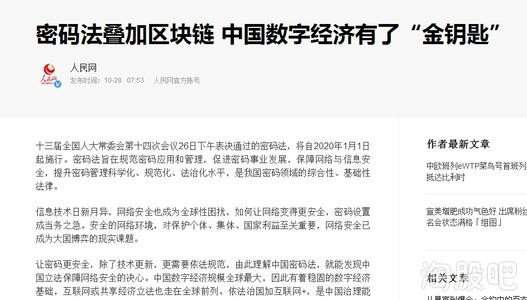 密码法叠加区块链 中国数字经济有了“金钥匙”
人民网
发布时间：10-28 07:53 人民网官方账号
十三届全国人大常委会第十四次会议26日下午表决通过的密码法，将自2020年1月1日
起施行。密码法旨在规范密码应用和管理，促进密码事业发展，保障网络与信息安
全，提升密码管理科学化、规范化、法治化水平，是我国密码领域的综合性、基础性
法律。
信息技术日新月异，网络安全也成为全球性困扰，如何让网络变得更安全，密码设置
成当务之急。安全的网络环境，对保护个体、集体、国家利益至关重要，网络安全已
成为大国博弈的现实课题。
让密码更安全，除了技术更新，更需要依法规范，由此理解中国密码法，就能发现中
国立法保障网络安全的决心。中国数字经济规模全球最大，因此有着稳固的数字经济
基础，互联网或共享经济立法也走在全球前列。依法治国加互联网+，是中国治理能
作者最新文章
中欧班列eWTP菜鸟号首班列
抵达比利时
宣美增肥成功气色好 出席粉丝
名会状态满格「组图」
相关文章
淘股吧